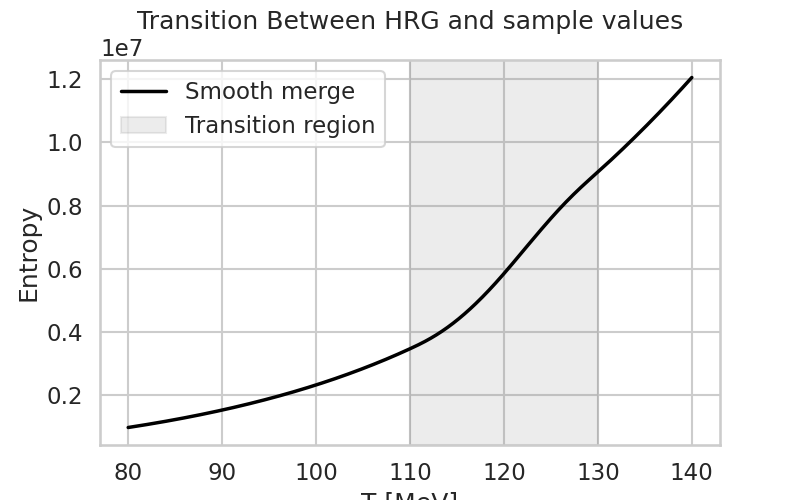 Transition Between HRG and sample values
1e7
Smooth merge
Transition region
1.2
1.0
0.8
0.6
0.4
0.2
Entropy
80 90 100 110 120 130 140
T [MeV]